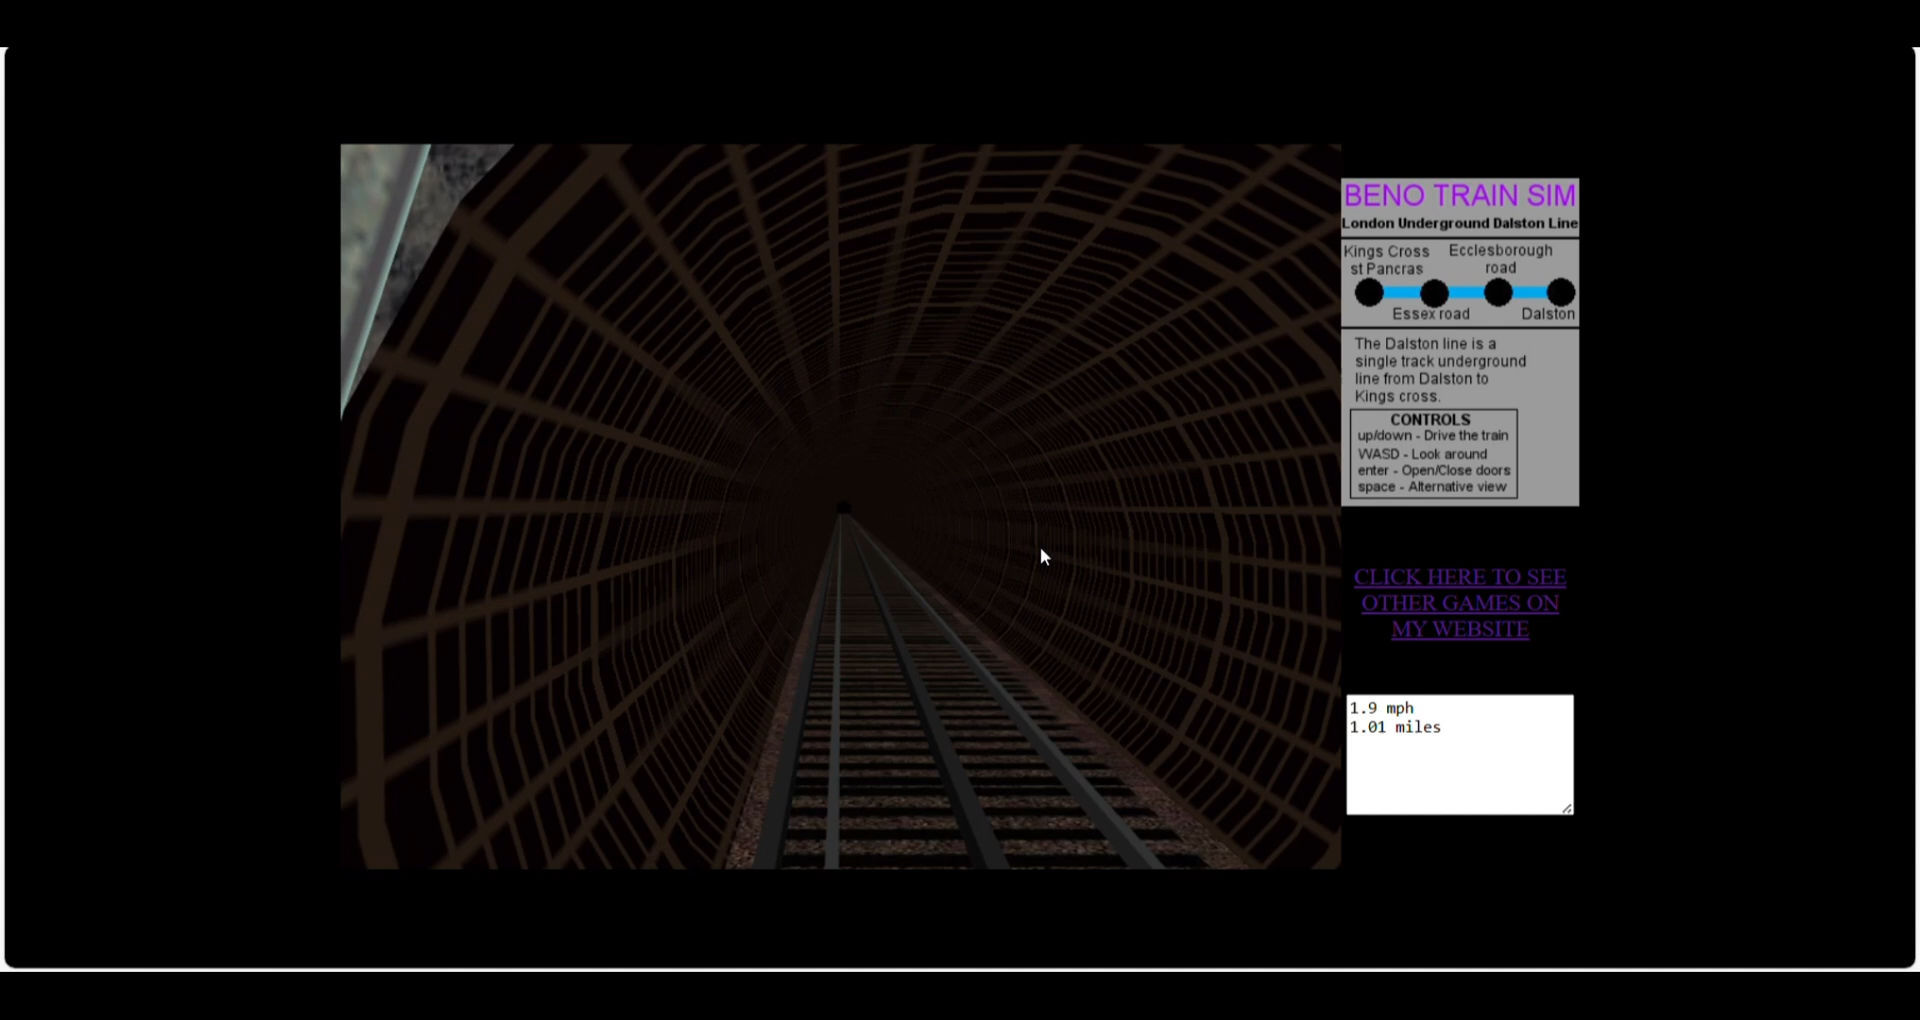 BENO TRAIN SIM
London Underground Dalston Line
Kings Cross
st Pancras
Ecclesborough
road
Essex road
Dalston
The Dalston line is a
single track underground
line from Dalston to
Kings cross.
CONTROLS
up/down - Drive the train
WASD - Look around
enter - Open/Close doors
space - Alternative view
CLICK HERE TO SEE
OTHER GAMES ON
MY WEBSITE
1.9 mph
1.01 miles